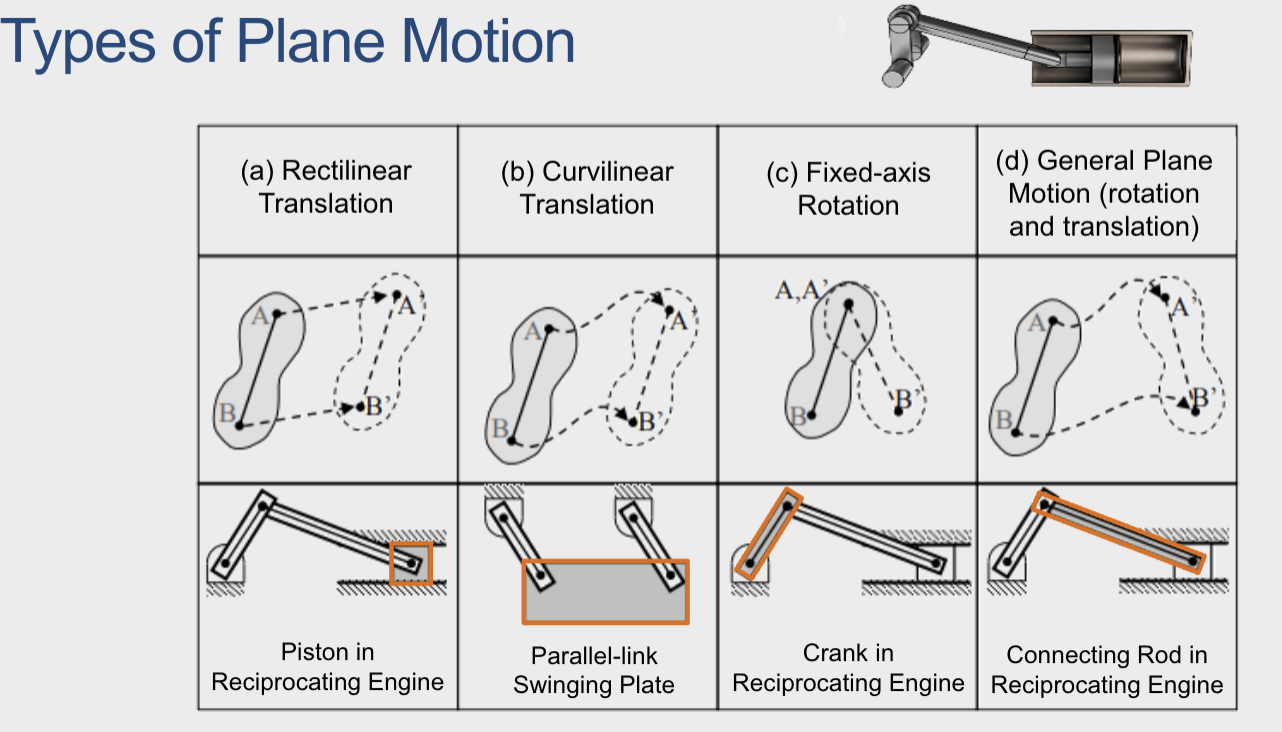 Types of Plane Motion
(a) Rectilinear
Translation
(b) Curvilinear
Translation
(c) Fixed-axis
Rotation
(d) General Plane
Motion (rotation
and translation)
A
A'
B
B'
A
A'
B
B'
A,A'
B
B'
A
A'
B
B'
Piston in
Reciprocating Engine
Parallel-link
Swinging Plate
Crank in
Reciprocating Engine
Connecting Rod in
Reciprocating Engine